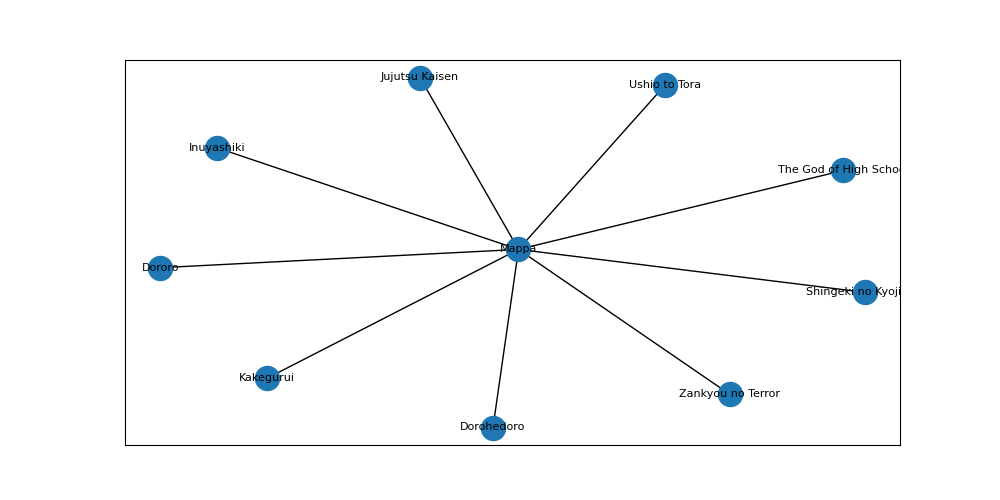 Jujutsu Kaisen
Ushio to Tora
Inuyashiki
The God of High Schoo
Mappa
Dororo
Shingeki no Kyoji
Kakegurui
Zankyou no Terror
Dorohedoro